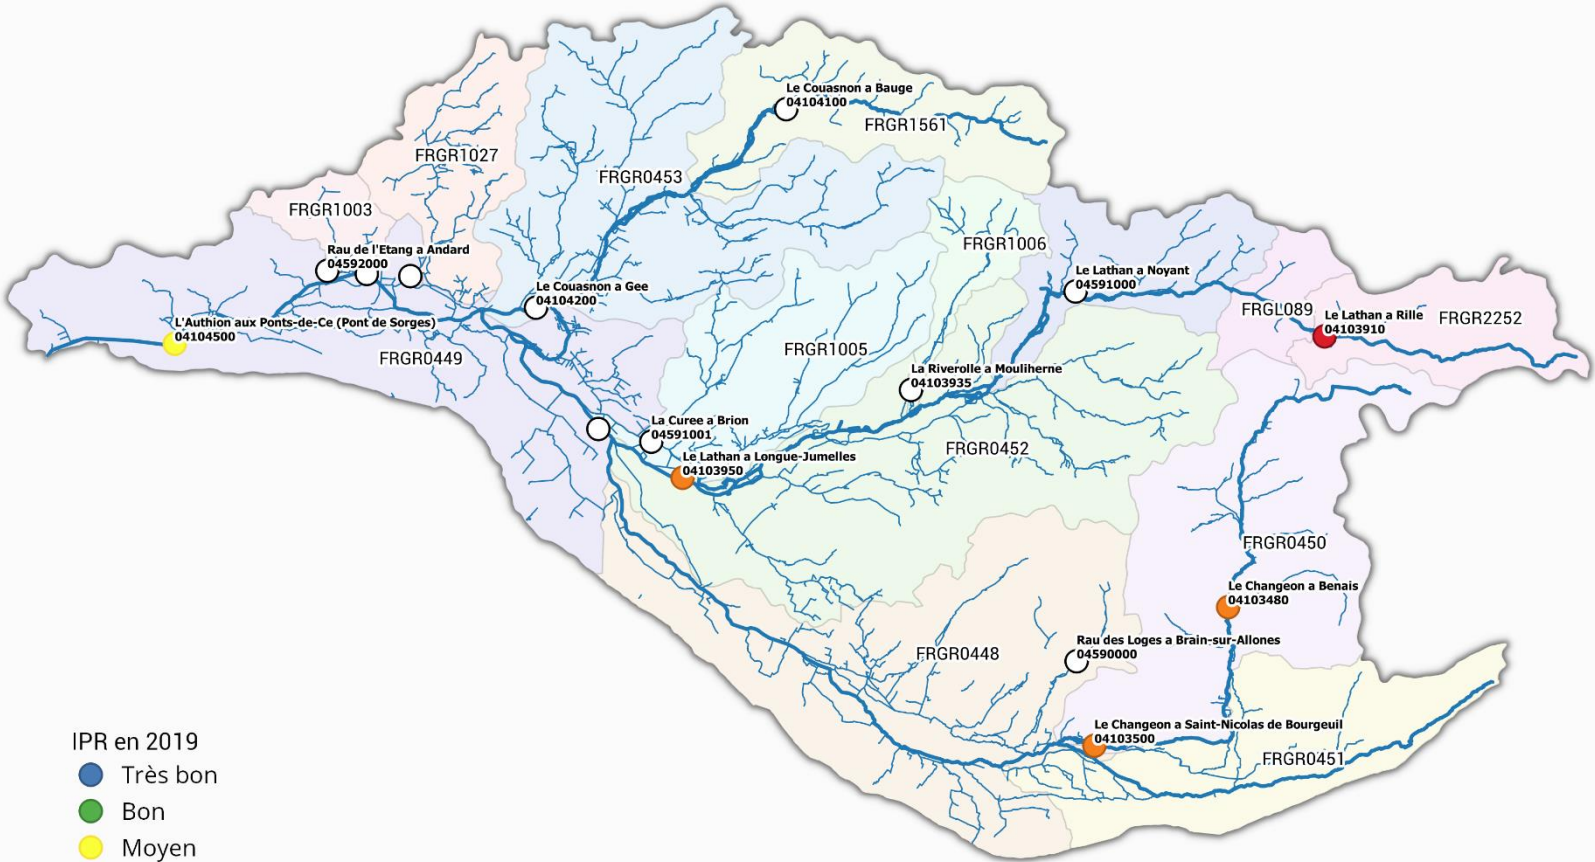 Le Couasnon a Bauge
04104100
FRGR1561
FRGR1027
FRGR0453
FRGR1003
FRGR1006
Rau de l'Etang a Andard
04592000
Le Lathan a Noyant
04591000
Le Couasnon a Gee
04104200
FRGL089
Le Lathan a Rille
04103910
FRGR2252
L'Authion aux Ponts-de-Ce (Pont de Sorges)
04104500
FRGR0449
FRGR1005
La Riverolle a Mouliherne
04103935
La Curee a Brion
04591001
FRGR0452
Le Lathan a Longue-Jumelles
04103950
FRGR0450
Le Changeon a Benais
04103480
Rau des Loges a Brain-sur-Allones
04590000
FRGR0448
Le Changeon a Saint-Nicolas de Bourgeuil
04103500
FRGR0451
IPR en 2019
Très bon
Bon
Moyen